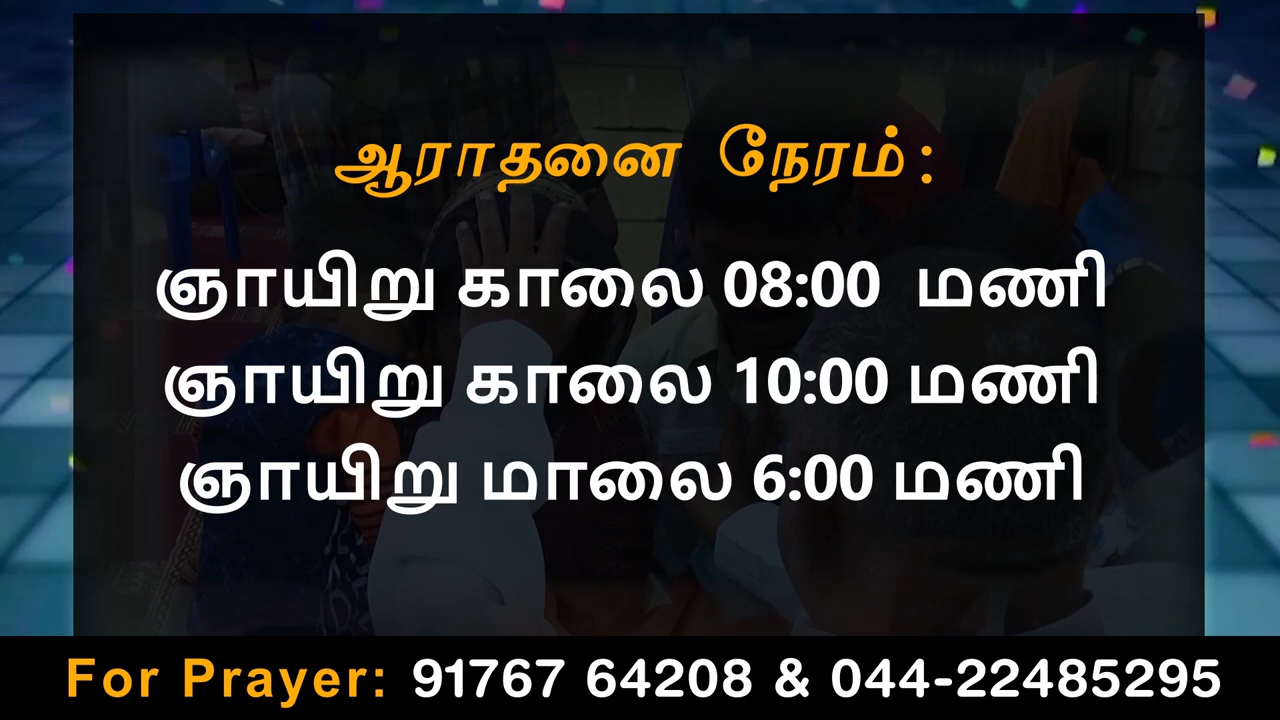 ஆராதனை நேரம் :
ஞாயிறு காலை 08:00 மணி
ஞாயிறு காலை 10:00 மணி
ஞாயிறு மாலை 6:00 மணி
For Prayer: 91767 64208 & 044-22485295